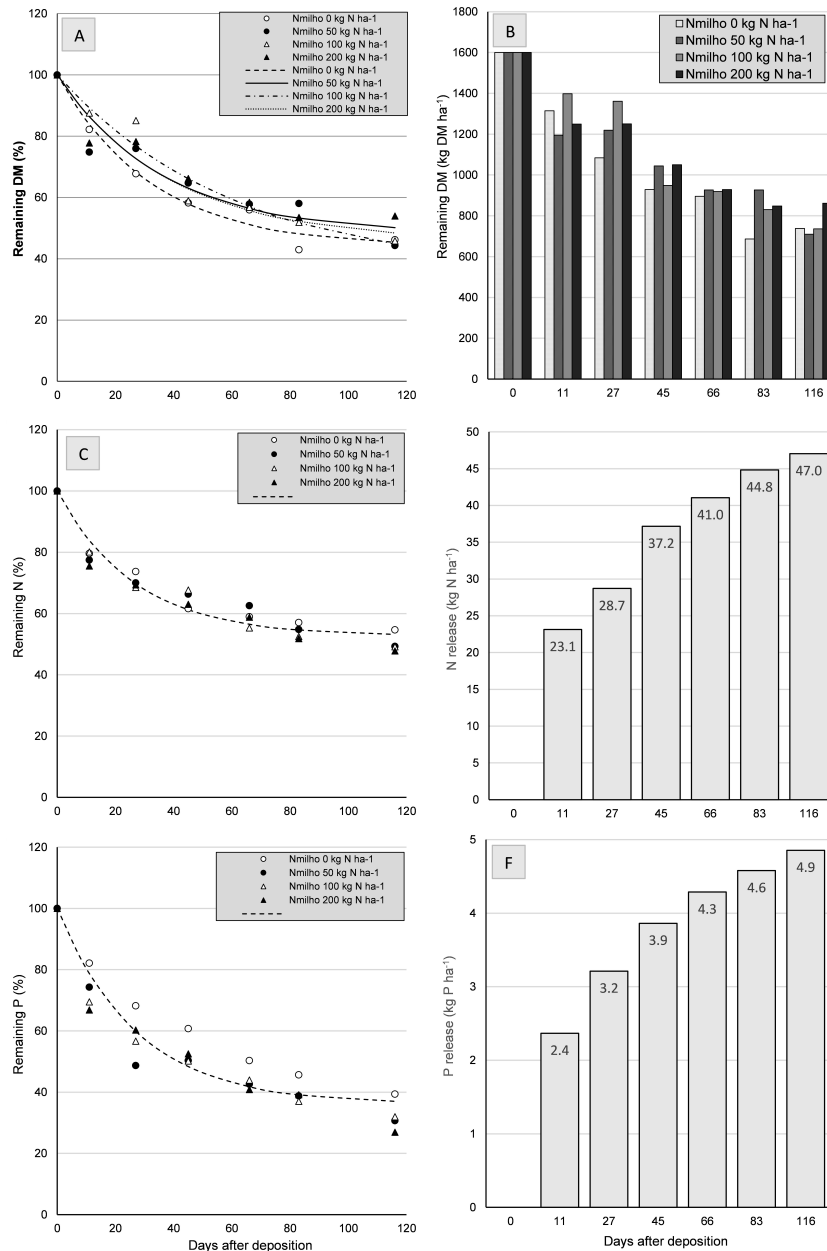 A
Nmilho 0 kg N ha-1
Nmilho 50 kg N ha-1
Nmilho 100 kg N ha-1
Nmilho 200 kg N ha-1
Nmilho 0 kg N ha-1
Nmilho 50 kg N ha-1
Nmilho 100 kg N ha-1
Nmilho 200 kg N ha-1
Remaining DM (%)
120
100
80
60
40
20
0
0 20 40 60 80 100 120
B
Nmilho 0 kg N ha-1
Nmilho 50 kg N ha-1
Nmilho 100 kg N ha-1
Nmilho 200 kg N ha-1
Remaining DM (kg DM ha⁻¹)
1800
1600
1400
1200
1000
800
600
400
200
0
0 11 27 45 66 83 116
C
Nmilho 0 kg N ha-1
Nmilho 50 kg N ha-1
Nmilho 100 kg N ha-1
Nmilho 200 kg N ha-1
Remaining N (%)
120
100
80
60
40
20
0
0 20 40 60 80 100 120
N release (kg N ha⁻¹)
50
45
40
35
30
25
20
15
10
5
0
23.1
28.7
37.2
41.0
44.8
47.0
0 11 27 45 66 83 116
Nmilho 0 kg N ha-1
Nmilho 50 kg N ha-1
Nmilho 100 kg N ha-1
Nmilho 200 kg N ha-1
Remaining P (%)
120
100
80
60
40
20
0
0 20 40 60 80 100 120
Days after deposition
F
P release (kg P ha⁻¹)
5
4
3
2
1
0
2.4
3.2
3.9
4.3
4.6
4.9
0 11 27 45 66 83 116
Days after deposition